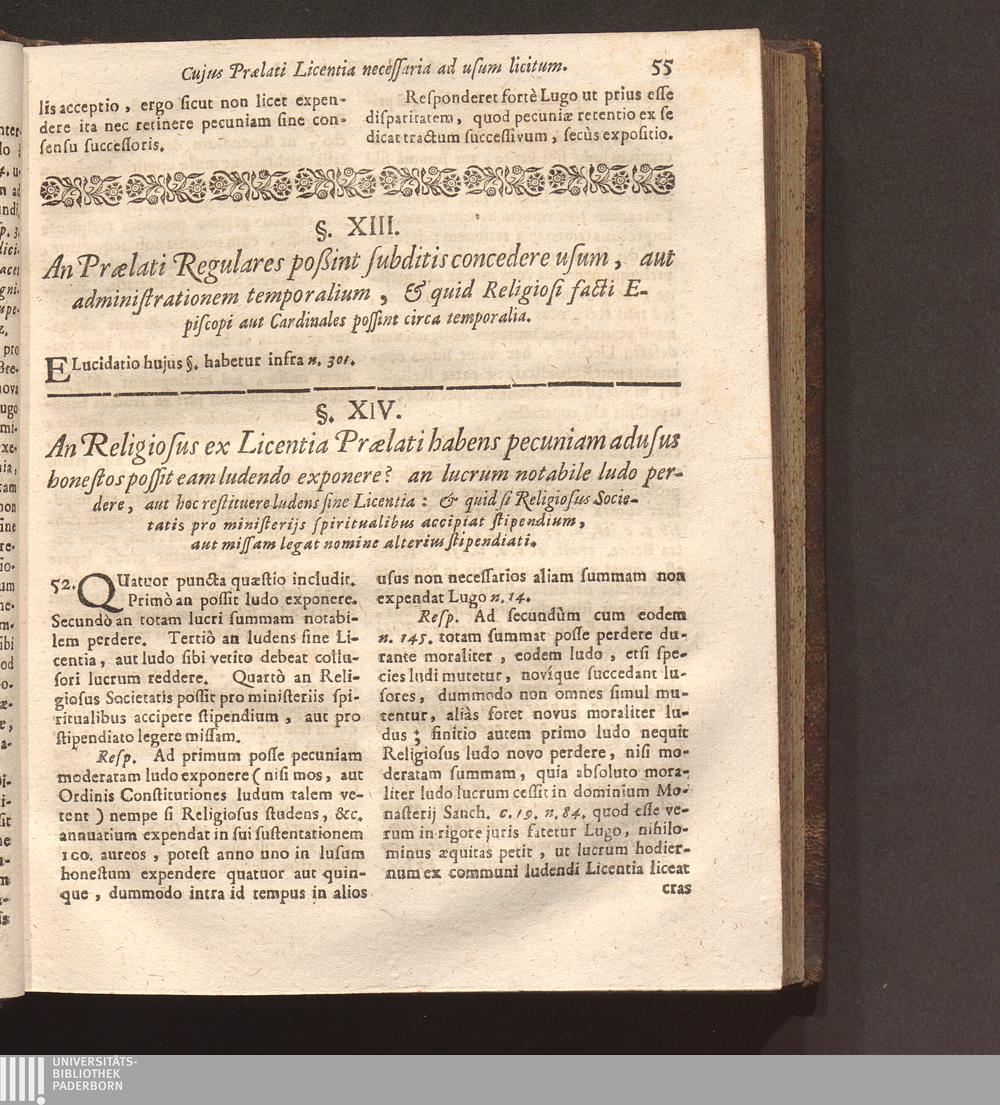 Cujus Prælati Licentia necessaria ad usum licitum. 55
lis acceptio, ergo sicut non licet expen-
dere ita nec retinere pecuniam sine con-
sensu successoris.
Responderet fortè Lugo ut prius esse
disparitatem, quod pecuniæ retentio ex se
dicat tractum successivum, secùs expositio.
§. XIII.
An Prælati Regulares poßint subditis concedere usum, aut
administrationem temporalium, & quid Religiosi facti E-
piscopi aut Cardinales possint circa temporalia.
ELucidatio hujus §. habetur infra n. 301.
§. XIV.
An Religiosus ex Licentia Prælati habens pecuniam ad usus
honestos possit eam ludendo exponere? an lucrum notabile ludo per-
dere, aut hoc restituere ludens sine Licentia: & quid si Religiosus Socie-
tatis pro ministerijs spiritualibus accipiat stipendium,
aut missam legat nomine alterius stipendiati.
52. QUatuor puncta quæstio includit.
Primò an possit ludo exponere.
Secundò an totam lucri summam notabi-
lem perdere. Tertiò an ludens sine Li-
centia, aut ludo sibi vetito debeat collu-
sori lucrum reddere. Quartò an Reli-
giosus Societatis possit pro ministeriis spi-
ritualibus accipere stipendium, aut pro
stipendiato legere missam.
Resp. Ad primum posse pecuniam
moderatam ludo exponere (nisi mos, aut
Ordinis Constitutiones ludum talem ve-
tent) nempe si Religiosus studens, &c.
annuatium expendat in sui sustentationem
100. aureos, potest anno uno in lusum
honestum expendere quatuor aut quin-
que, dummodo intra id tempus in alios
usus non necessarios aliam summam non
expendat Lugo n. 14.
Resp. Ad secundùm cum eodem
n. 145. totam summat posse perdere du-
rante moraliter, eodem ludo, etsi spe-
cies ludi mutetur, novíque succedant lu-
sores, dummodo non omnes simul mu-
tentur, aliàs foret novus moraliter lu-
dus; finitio autem primo ludo nequit
Religiosus ludo novo perdere, nisi mo-
deratam summam, quia absoluto mora-
liter ludo lucrum cessit in dominium Mo-
nasterij Sanch. c. 19. n. 84. quod esse ve-
rum in rigore juris fatetur Lugo, nihilo-
minus æquitas petit, ut lucrum hodier-
num ex communi ludendi Licentia liceat
cras
UNIVERSITÄTS-
BIBLIOTHEK
PADERBORN